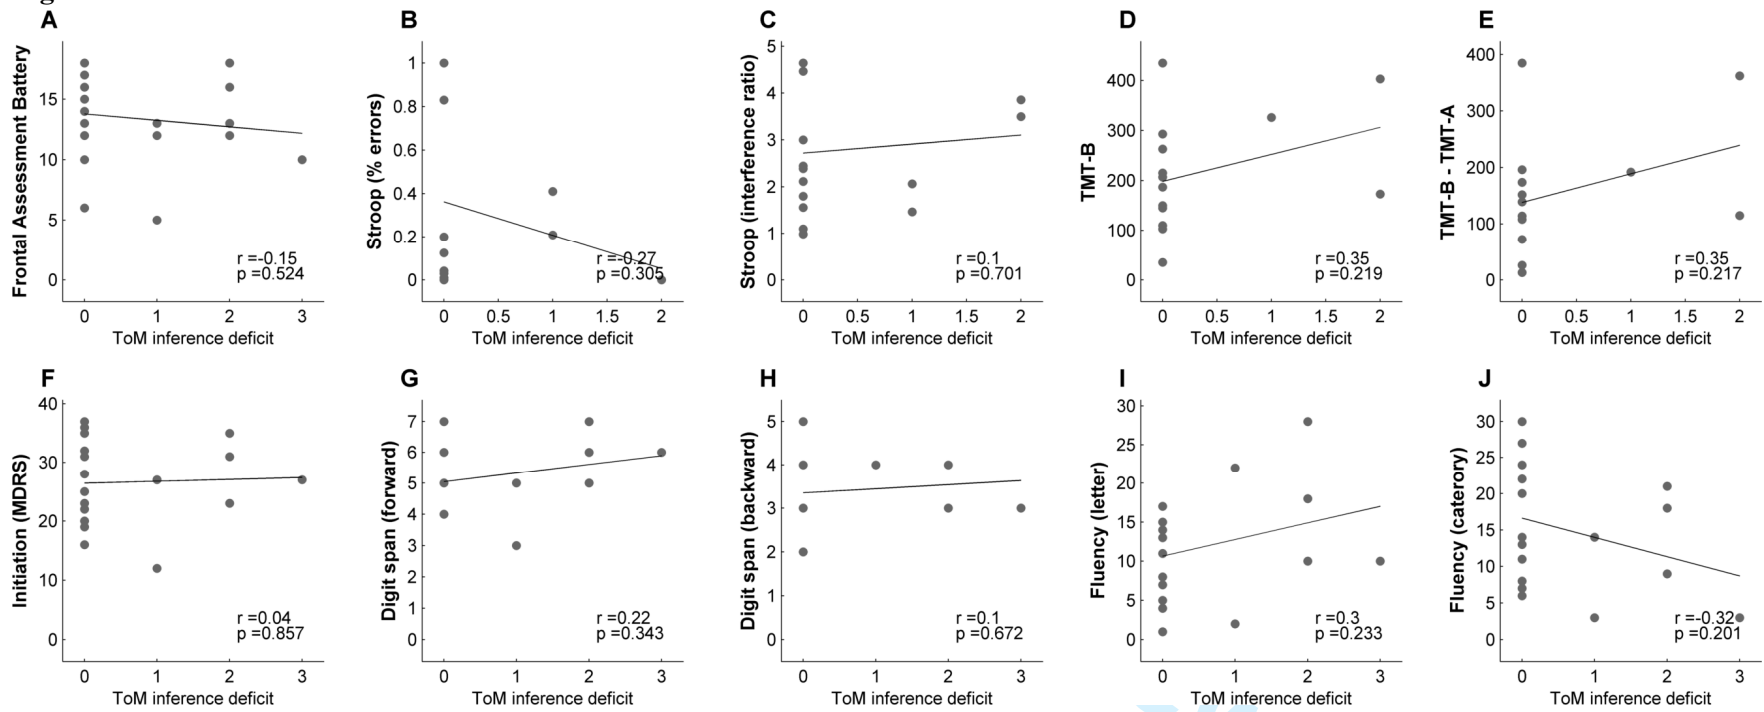 A
Frontal Assessment Battery
15
10
5
0
0 1 2 3
ToM inference deficit
r =-0.15
p =0.524
B
Stroop (% errors)
1
0.8
0.6
0.4
0.2
0
0 0.5 1 1.5 2
ToM inference deficit
r =-0.27
p =0.305
C
Stroop (interference ratio)
5
4
3
2
1
0
0 0.5 1 1.5 2
ToM inference deficit
r =0.1
p =0.701
D
TMT-B
400
300
200
100
0
0 0.5 1 1.5 2
ToM inference deficit
r =0.35
p =0.219
E
TMT-B - TMT-A
400
300
200
100
0
0 0.5 1 1.5 2
ToM inference deficit
r =0.35
p =0.217
F
Initiation (MDRS)
40
30
20
10
0
0 1 2 3
ToM inference deficit
r =0.04
p =0.857
G
Digit span (forward)
7
6
5
4
3
2
1
0
0 1 2 3
ToM inference deficit
r =0.22
p =0.343
H
Digit span (backward)
5
4
3
2
1
0
0 1 2 3
ToM inference deficit
r =0.1
p =0.672
I
Fluency (letter)
30
25
20
15
10
5
0
0 1 2 3
ToM inference deficit
r =0.3
p =0.233
J
Fluency (caterory)
30
25
20
15
10
5
0
0 1 2 3
ToM inference deficit
r =-0.32
p =0.201